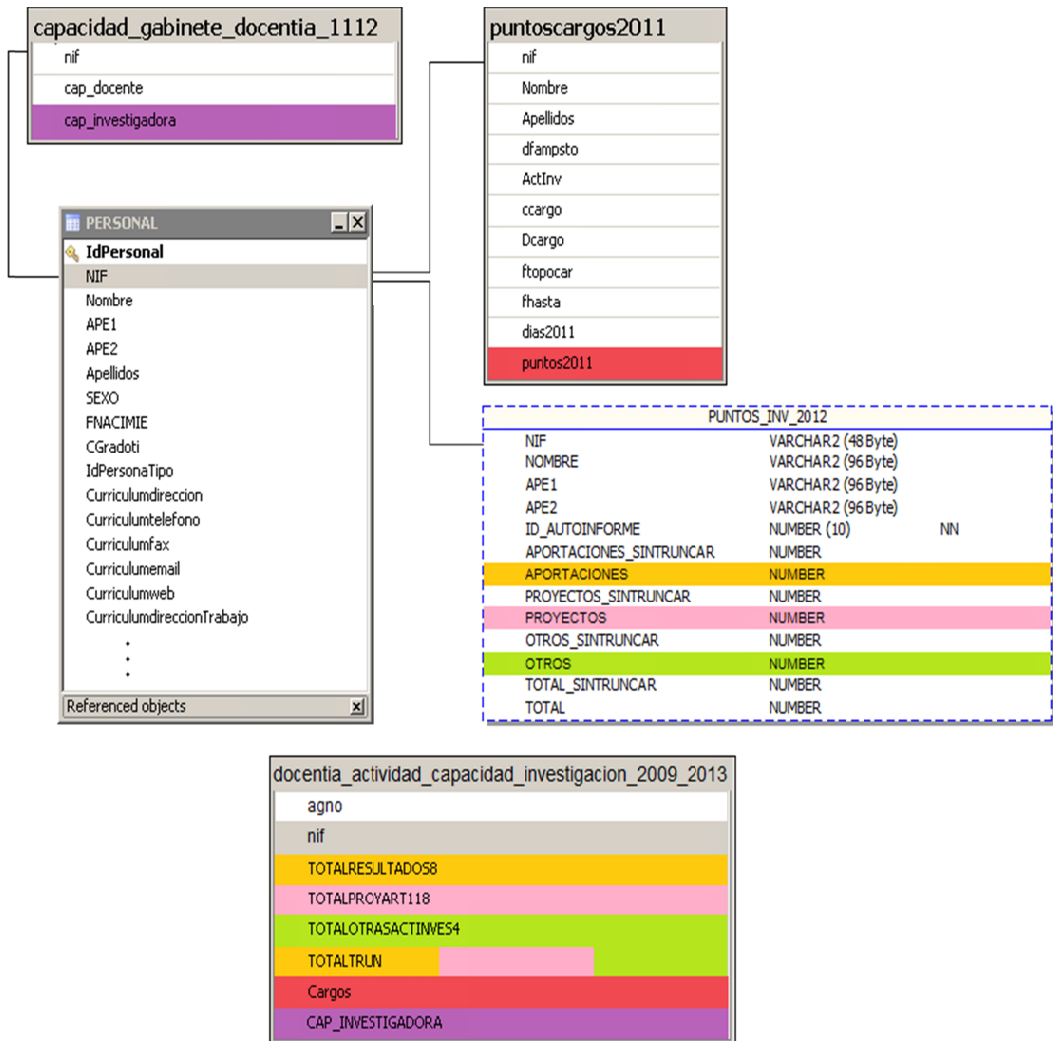 capacidad_gabinete_docentia_1112
nif
cap_docente
cap_investigadora
puntoscargos2011
nif
Nombre
Apellidos
dfampsto
ActInv
ccargo
Dcargo
ftopocar
fhasta
dias2011
puntos2011
PERSONAL
IdPersonal
NIF
Nombre
APE1
APE2
Apellidos
SEXO
FNACIMIE
CGradoti
IdPersonaTipo
Curriculumdireccion
Curriculumtelefono
Curriculumfax
Curriculumemail
Curriculumweb
CurriculumdireccionTrabajo
.
.
.
Referenced objects
PUNTOS_INV_2012
NIF VARCHAR2 (48 Byte)
NOMBRE VARCHAR2 (96 Byte)
APE1 VARCHAR2 (96 Byte)
APE2 VARCHAR2 (96 Byte)
ID_AUTOINFORME NUMBER (10) NN
APORTACIONES_SINTRUNCAR NUMBER
APORTACIONES NUMBER
PROYECTOS_SINTRUNCAR NUMBER
PROYECTOS NUMBER
OTROS_SINTRUNCAR NUMBER
OTROS NUMBER
TOTAL_SINTRUNCAR NUMBER
TOTAL NUMBER
docentia_actividad_capacidad_investigacion_2009_2013
agno
nif
TOTALRESULTADOS8
TOTALPROYART118
TOTALOTRASACTINVES4
TOTALTRUN
Cargos
CAP_INVESTIGADORA